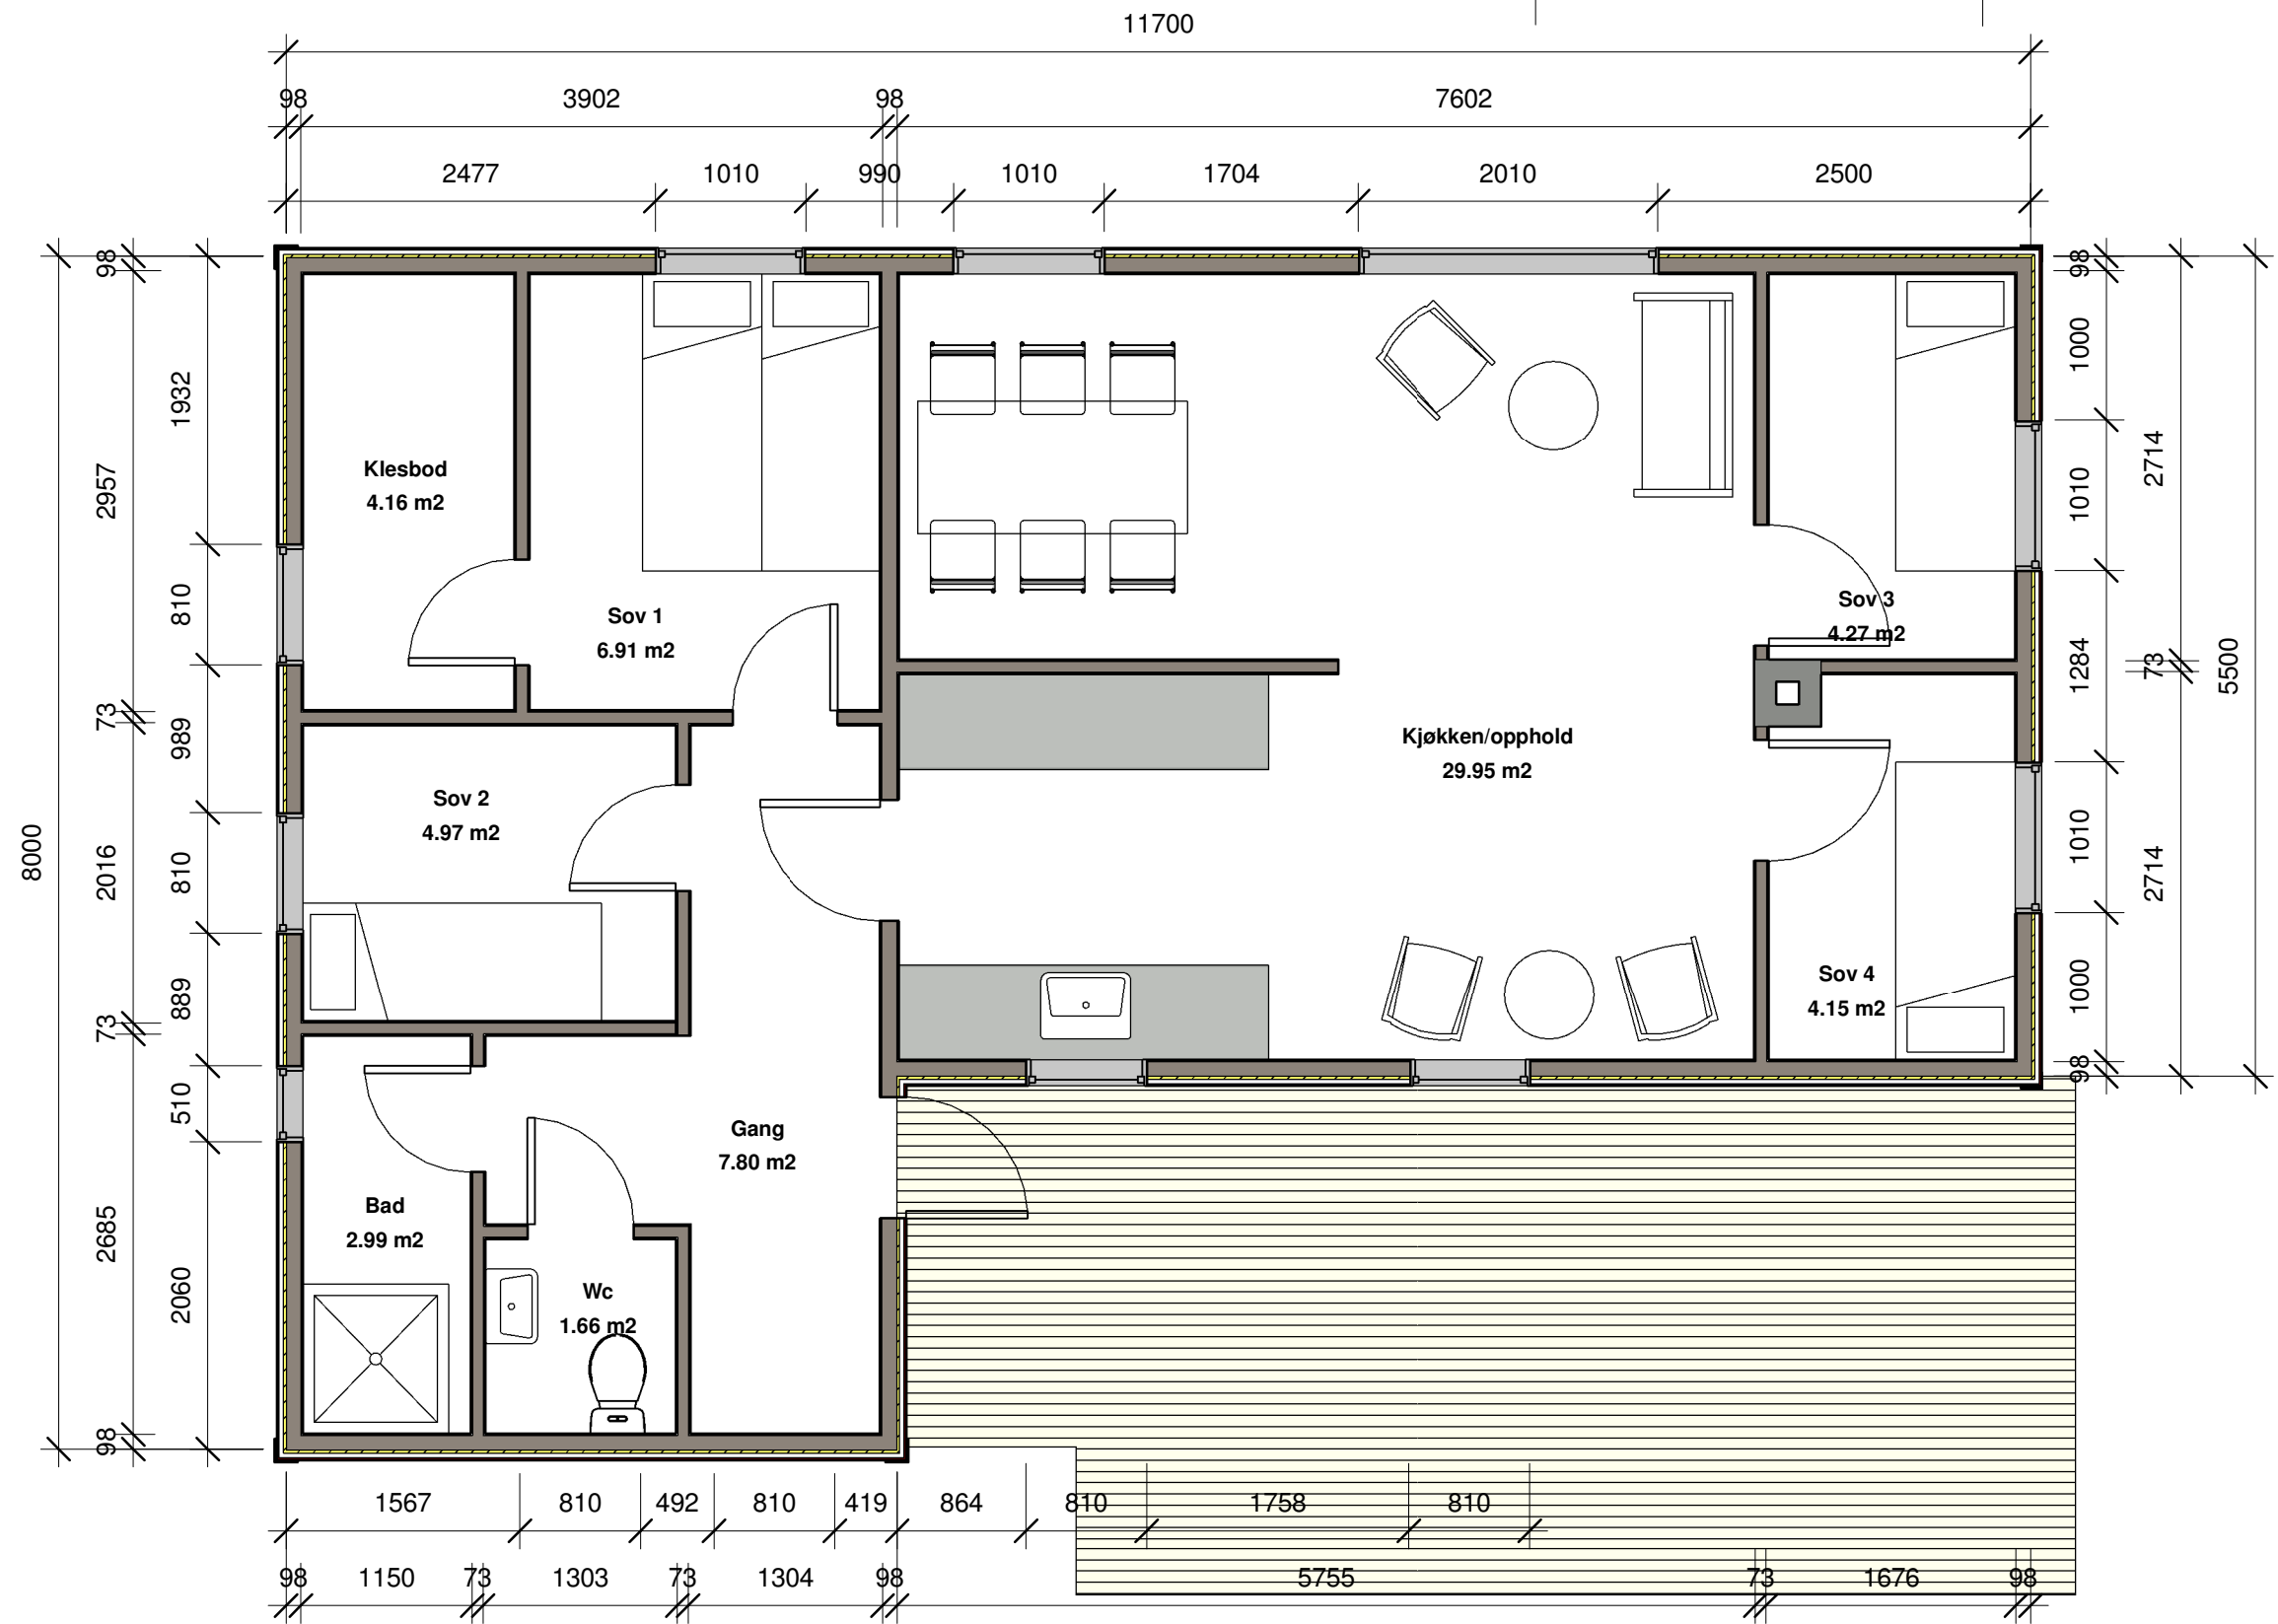 11700
98 3902 98 7602
2477 1010 990 1010 1704 2010 2500
8000
98
2957
73
2016
73
2685
98
1932
810
989
810
889
510
2060
Klesbod
4.16 m2
Sov 1
6.91 m2
Sov 2
4.97 m2
Bad
2.99 m2
Wc
1.66 m2
Gang
7.80 m2
Kjøkken/opphold
29.95 m2
Sov 3
4.27 m2
Sov 4
4.15 m2
98
1000
1010
1284
1010
1000
98
2714
73
2714
5500
1567 810 492 810 419 864 810 1758 810
98 1150 73 1303 73 1304 98 5755 73 1676 98